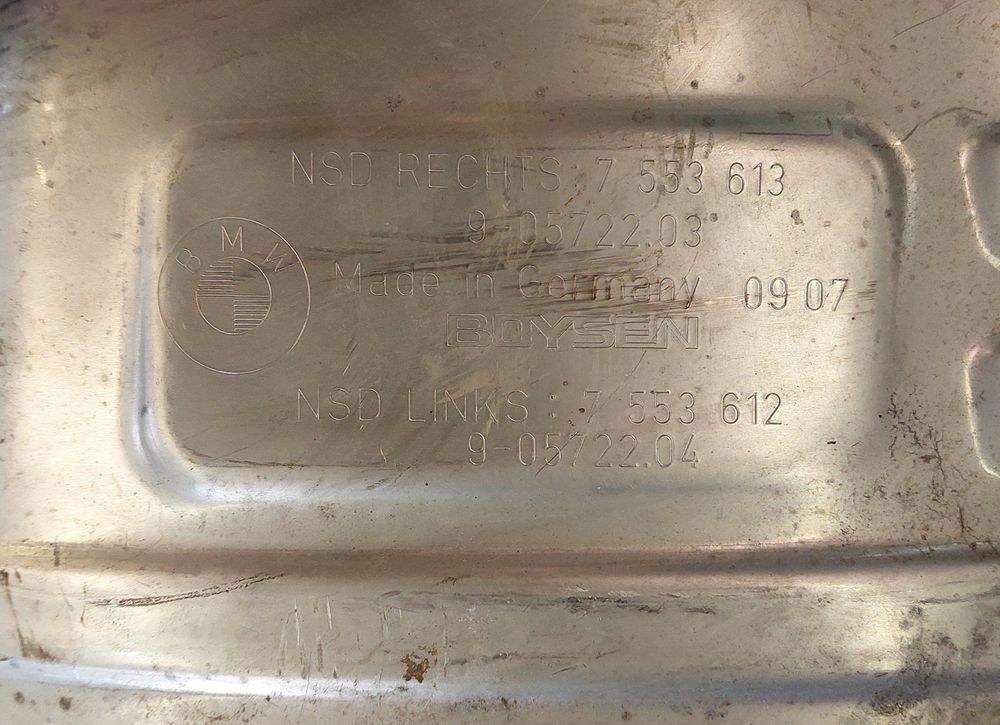 NSD RECHTS: 7 553 613
9-05722.03
BMW
Made in Germany 09 07
BOYSEN
NSD LINKS: 7 553 612
9-05722.04